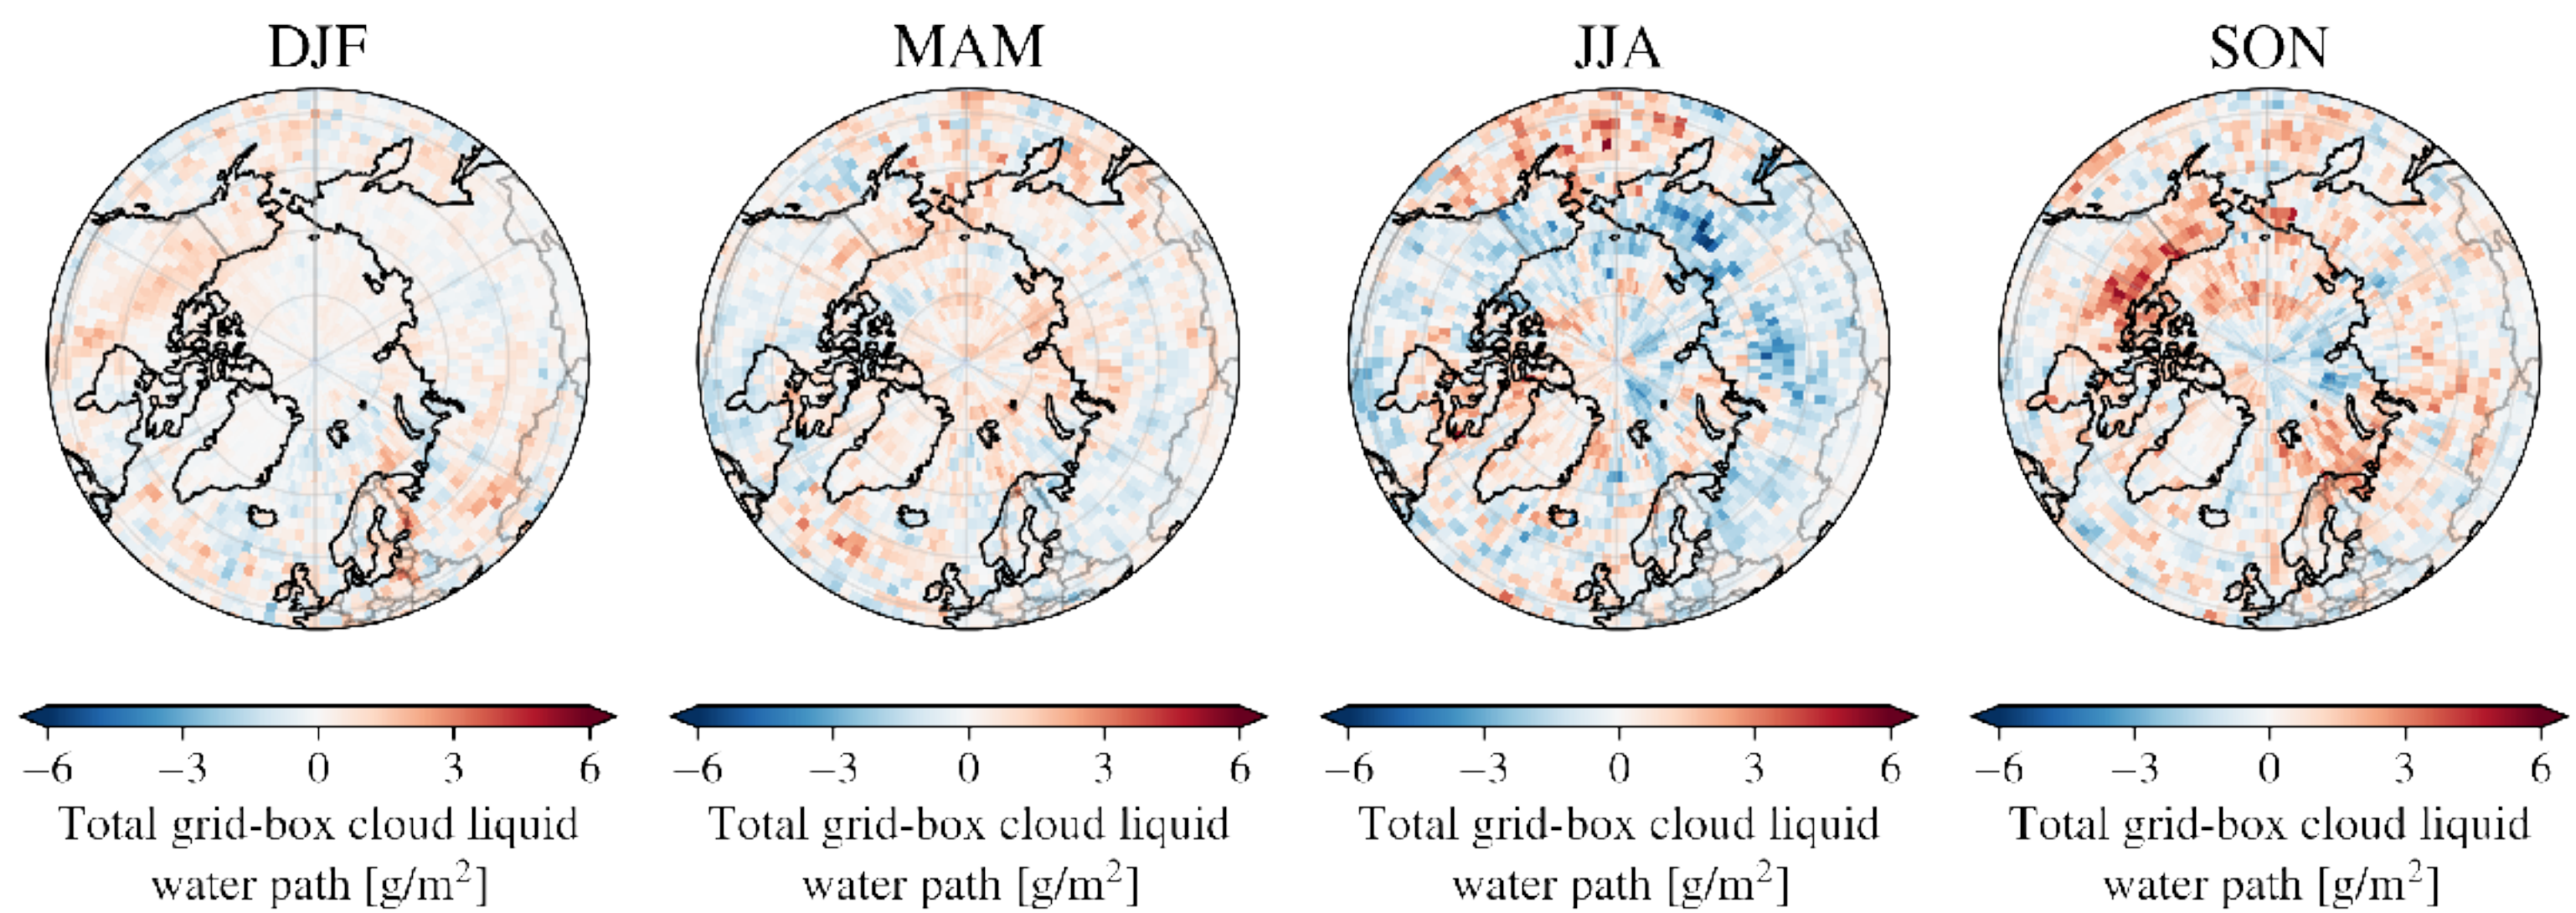 DJF
MAM
JJA
SON
−6 −3 0 3 6
−6 −3 0 3 6
−6 −3 0 3 6
−6 −3 0 3 6
Total grid-box cloud liquid
water path [g/m²]
Total grid-box cloud liquid
water path [g/m²]
Total grid-box cloud liquid
water path [g/m²]
Total grid-box cloud liquid
water path [g/m²]